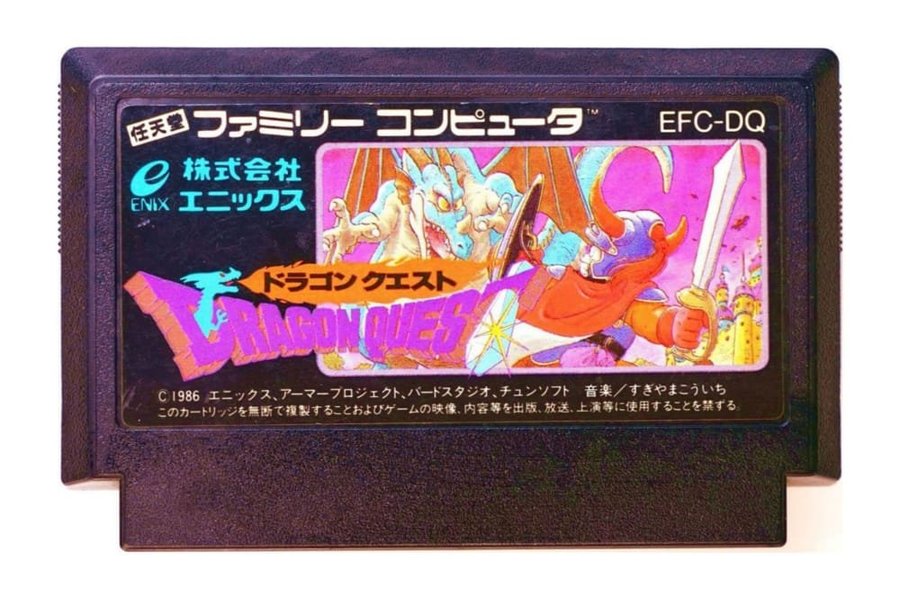 任天堂 ファミリー コンピュータ™ EFC-DQ
ENIX 株式会社
エニックス
ドラゴン クエスト
DRAGON QUEST
©1986 エニックス、アーマープロジェクト、バードスタジオ、チュンソフト 音楽/すぎやまこういち
このカートリッジを無断で複製することおよびゲームの映像、内容等を出版、放送、上演等に使用することを禁ずる。